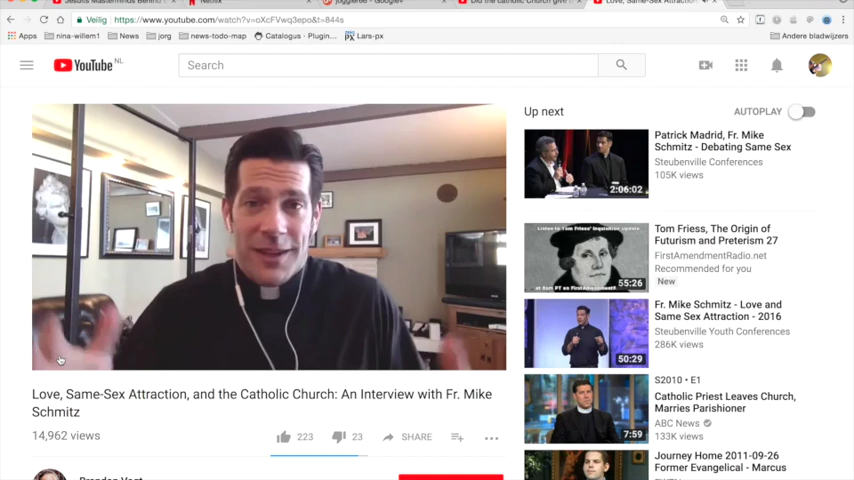 Jesuits Masterminds Behind
Netflix
joggler66 - Google+
Did the catholic Church give
Love, Same-Sex Attraction
Veilig
https://www.youtube.com/watch?v=oXcFVwq3epo&t=844s
Apps
nina-willem1
News
jorg
news-todo-map
Catalogus - Plugin...
Lars-px
Andere bladwijzers
YouTube NL
Search
Up next
AUTOPLAY
2:06:02
Patrick Madrid, Fr. Mike
Schmitz - Debating Same Sex
Steubenville Conferences
105K views
Listen to Tom Friess' Inquisition update
55:26
Tom Friess, The Origin of
Futurism and Preterism 27
FirstAmendmentRadio.net
Recommended for you
New
50:29
Fr. Mike Schmitz - Love and
Same Sex Attraction - 2016
Steubenville Youth Conferences
286K views
7:59
S2010 • E1
Catholic Priest Leaves Church,
Marries Parishioner
ABC News
133K views
Journey Home 2011-09-26
Former Evangelical - Marcus
Love, Same-Sex Attraction, and the Catholic Church: An Interview with Fr. Mike
Schmitz
14,962 views
223
23
SHARE